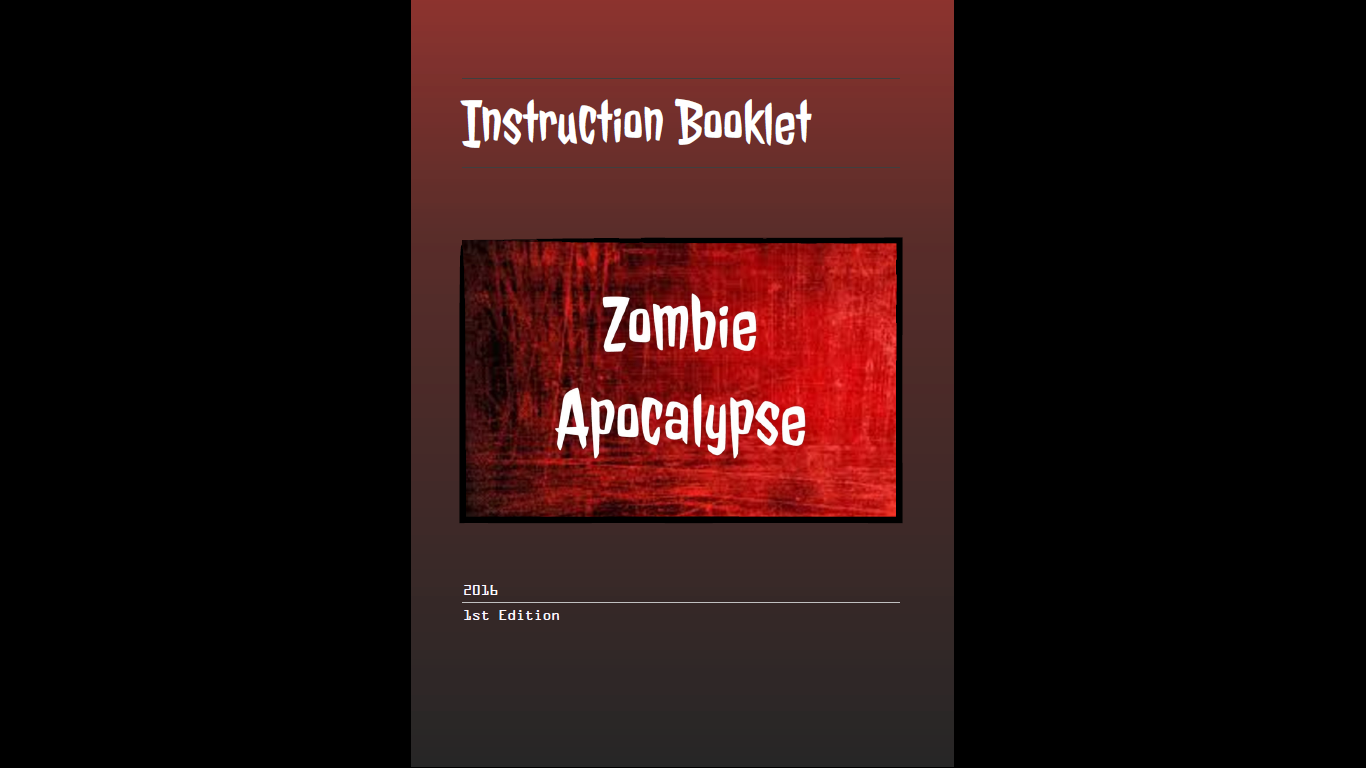 Instruction Booklet
Zombie
Apocalypse
2016
1st Edition